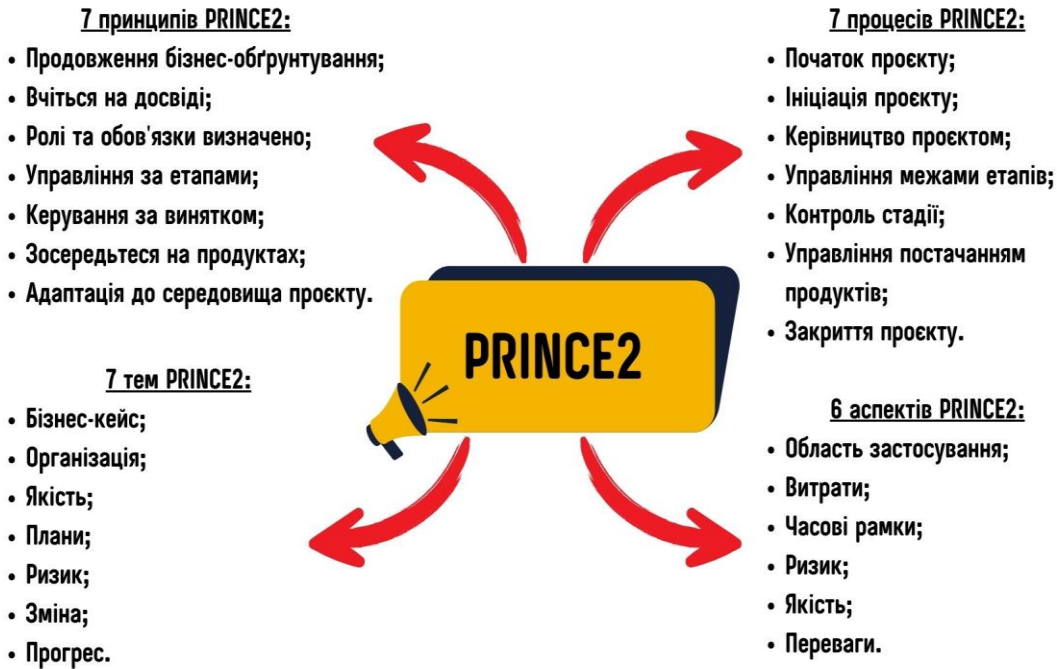 7 принципів PRINCE2:
• Продовження бізнес-обґрунтування;
• Вчіться на досвіді;
• Ролі та обов'язки визначено;
• Управління за етапами;
• Керування за винятком;
• Зосередьтеся на продуктах;
• Адаптація до середовища проєкту.
7 процесів PRINCE2:
• Початок проєкту;
• Ініціація проєкту;
• Керівництво проєктом;
• Управління межами етапів;
• Контроль стадії;
• Управління постачанням
продуктів;
• Закриття проєкту.
PRINCE2
7 тем PRINCE2:
• Бізнес-кейс;
• Організація;
• Якість;
• Плани;
• Ризик;
• Зміна;
• Прогрес.
6 аспектів PRINCE2:
• Область застосування;
• Витрати;
• Часові рамки;
• Ризик;
• Якість;
• Переваги.